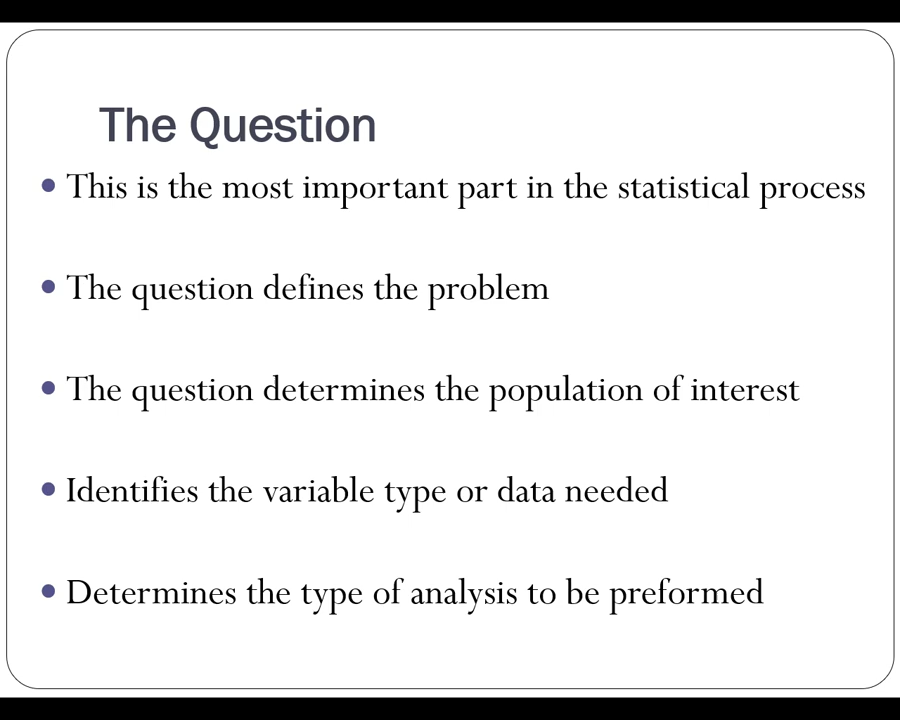 The Question
• This is the most important part in the statistical process
• The question defines the problem
• The question determines the population of interest
• Identifies the variable type or data needed
• Determines the type of analysis to be preformed